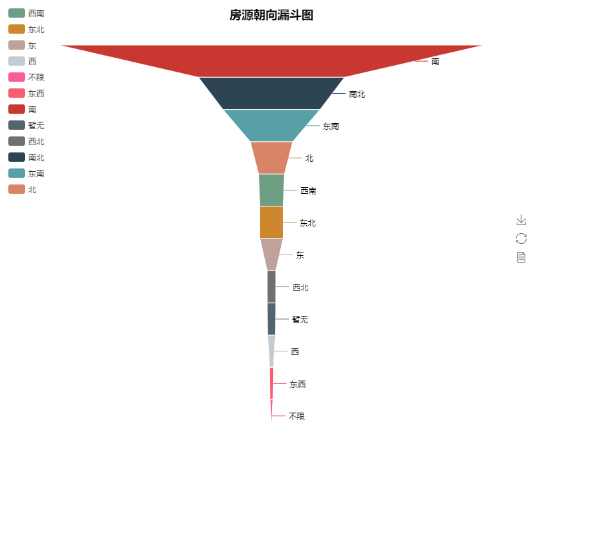 房源朝向漏斗图
西南
东北
东
西
不限
东西
南
暂无
西北
南北
东南
北
南
南北
东南
北
西南
东北
东
西北
暂无
西
东西
不限